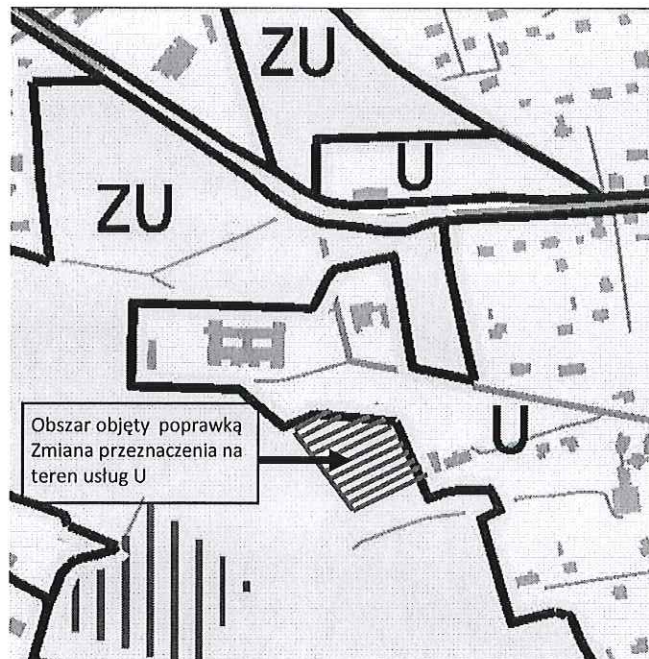 ZU
U
ZU
Obszar objęty poprawką
Zmiana przeznaczenia na
teren usług U
U